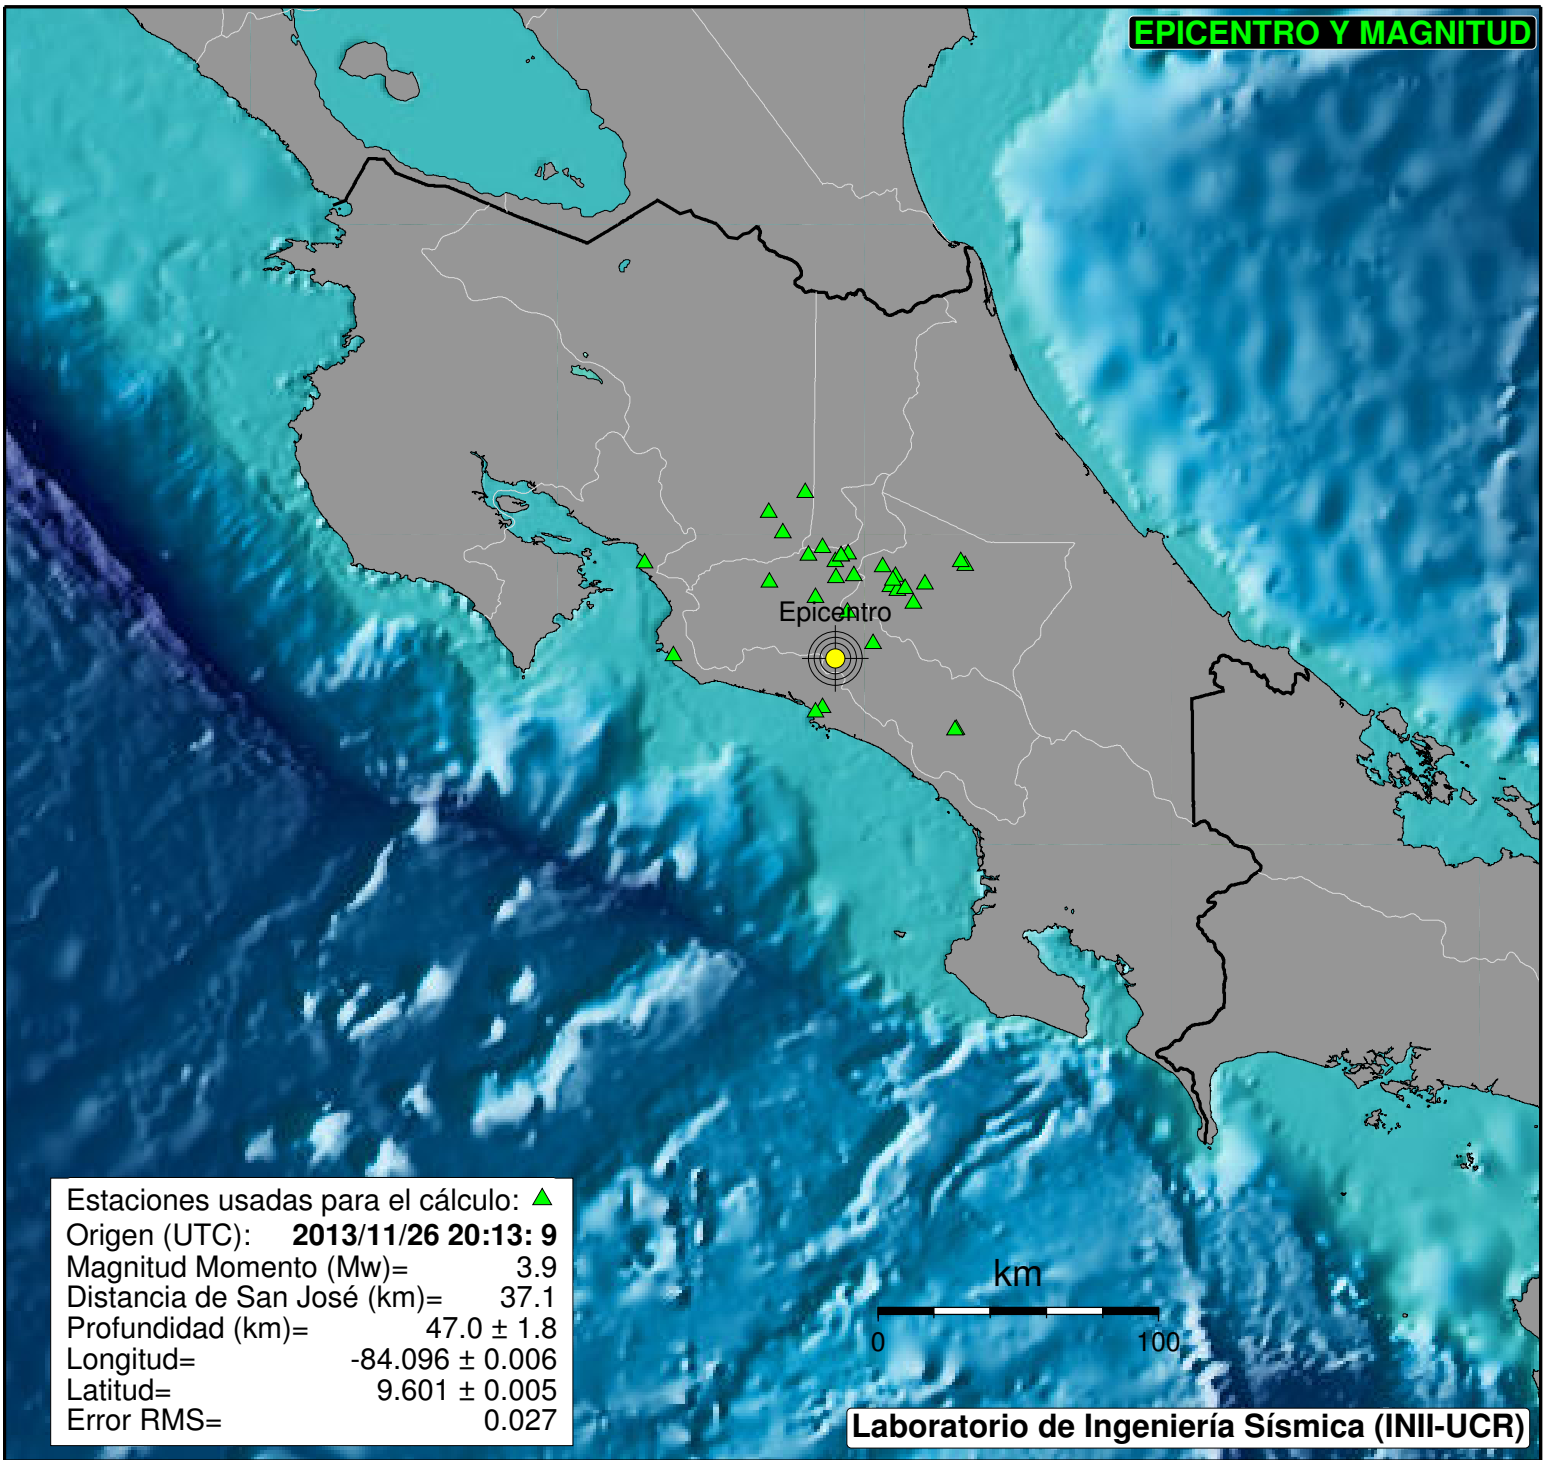 EPICENTRO Y MAGNITUD
Epicentro
Estaciones usadas para el cálculo:
Origen (UTC): 2013/11/26 20:13: 9
Magnitud Momento (Mw)= 3.9
Distancia de San José (km)= 37.1
Profundidad (km)= 47.0 ± 1.8
Longitud= -84.096 ± 0.006
Latitud= 9.601 ± 0.005
Error RMS= 0.027
km
0 100
Laboratorio de Ingeniería Sísmica (INII-UCR)